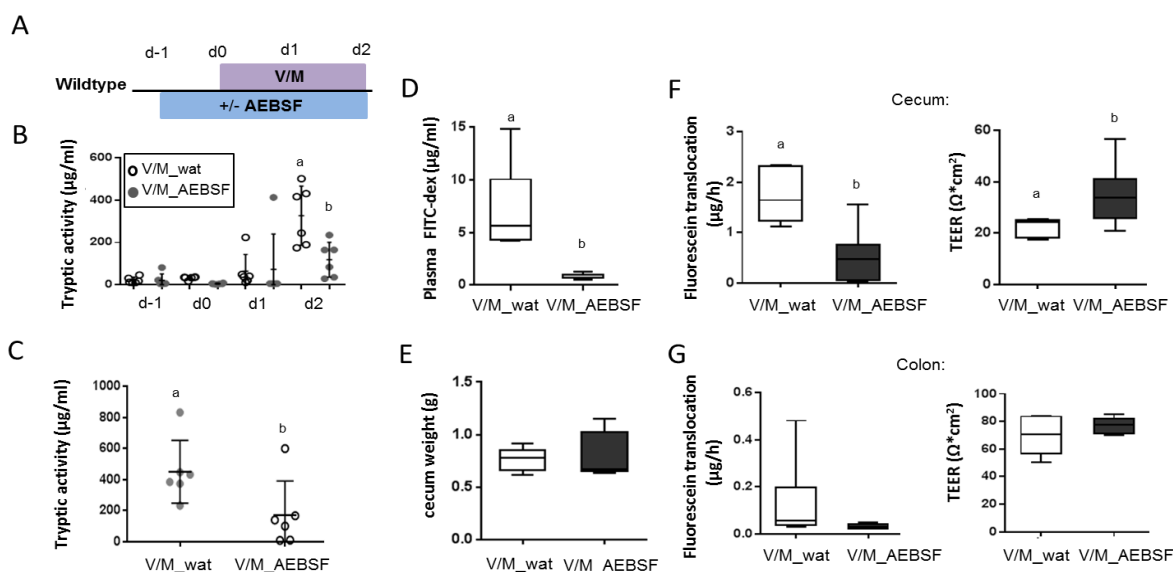 A
d-1 d0 d1 d2
Wildtype
V/M
+/- AEBSF
B
Tryptic activity (µg/ml)
600
400
200
0
V/M_wat
V/M_AEBSF
a
b
d-1 d0 d1 d2
C
Tryptic activity (µg/ml)
1000
800
600
400
200
0
a
b
V/M_wat V/M_AEBSF
D
Plasma FITC-dex (µg/ml)
15
10
5
0
a
b
V/M_wat V/M_AEBSF
E
cecum weight (g)
1.5
1.0
0.5
0.0
V/M_wat V/M_AEBSF
F
Cecum:
Fluorescein translocation
(µg/h)
3
2
1
0
a
b
V/M_wat V/M_AEBSF
TEER (Ω*cm²)
60
40
20
0
a
b
V/M_wat V/M_AEBSF
G
Colon:
Fluorescein translocation
(µg/h)
0.6
0.4
0.2
0.0
V/M_wat V/M_AEBSF
TEER (Ω*cm²)
100
80
60
40
20
0
V/M_wat V/M_AEBSF